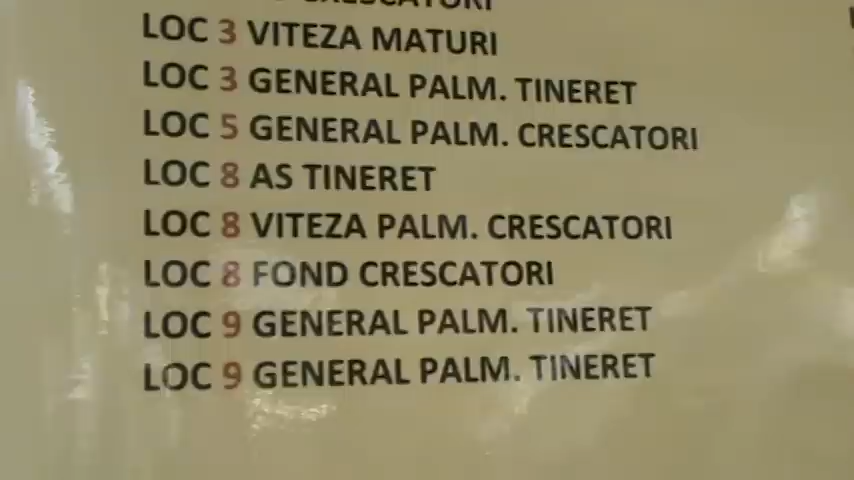 CRESCATORI
LOC 3 VITEZA MATURI
LOC 3 GENERAL PALM. TINERET
LOC 5 GENERAL PALM. CRESCATORI
LOC 8 AS TINERET
LOC 8 VITEZA PALM. CRESCATORI
LOC 8 FOND CRESCATORI
LOC 9 GENERAL PALM. TINERET
LOC 9 GENERAL PALM. TINERET